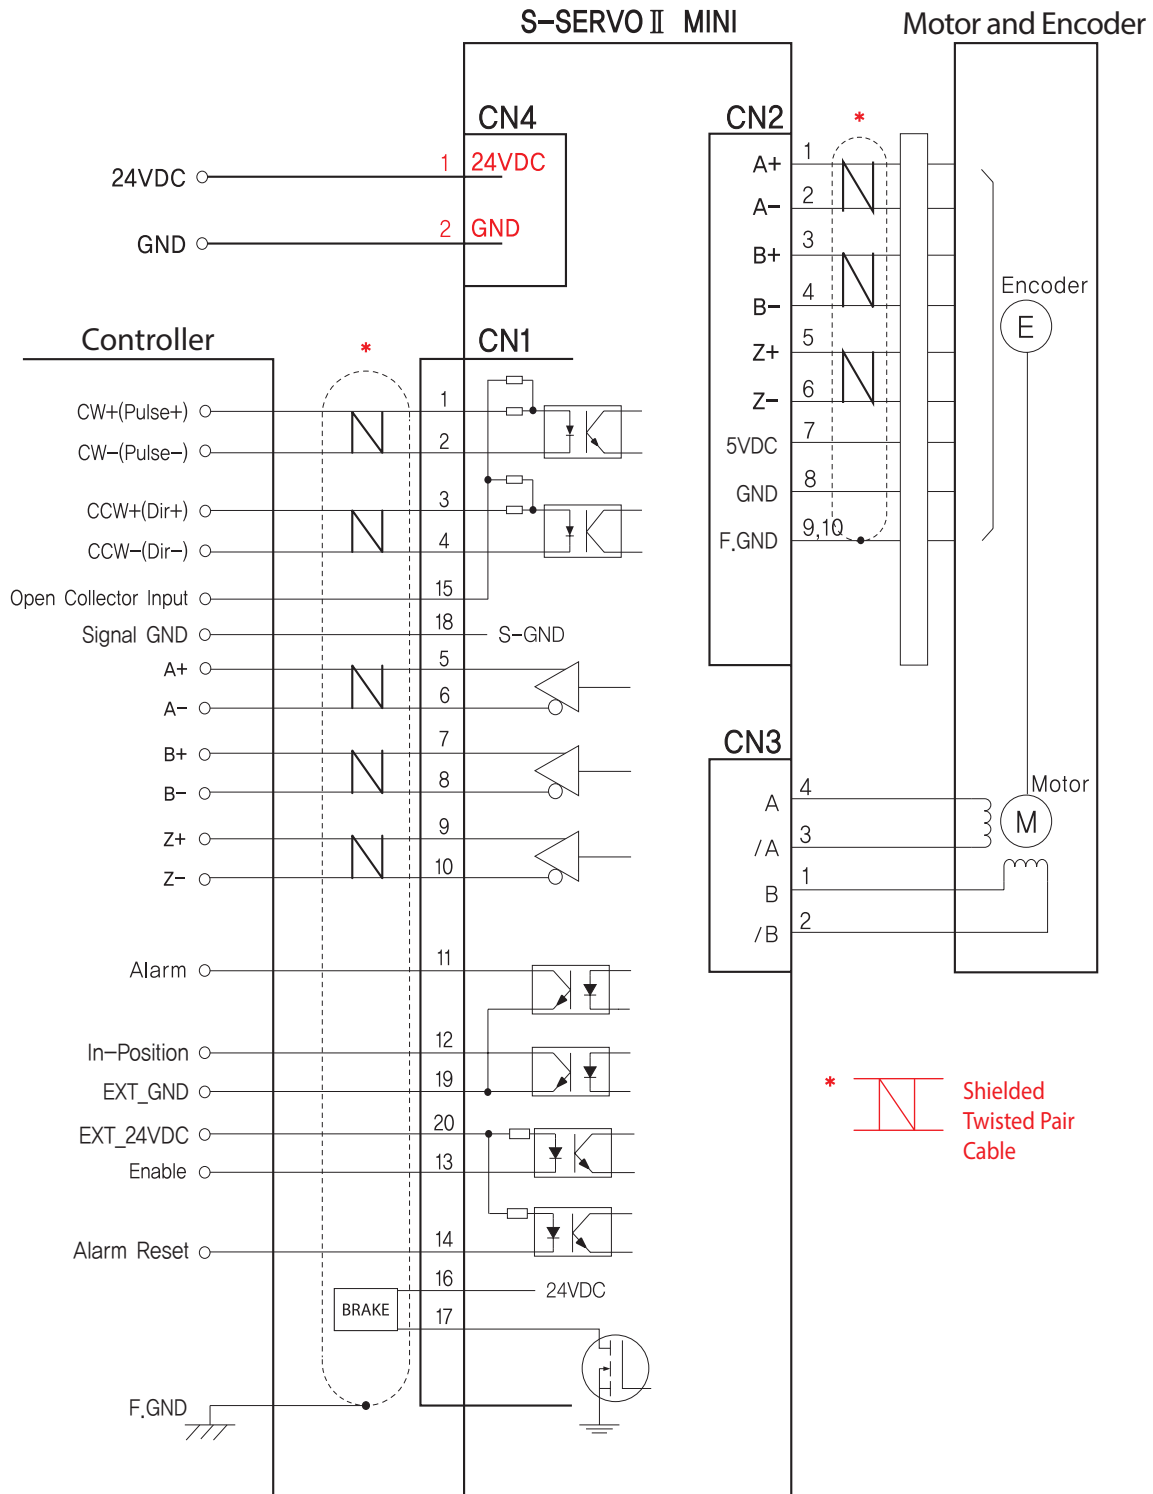 S-SERVOⅡ MINI
Motor and Encoder
CN4
1 24VDC
24VDC
2 GND
GND
CN2
*
A+ 1
A- 2
B+ 3
B- 4
Z+ 5
Z- 6
5VDC 7
GND 8
F.GND 9,10
Encoder
E
Controller
*
CN1
CW+(Pulse+) 1
CW-(Pulse-) 2
CCW+(Dir+) 3
CCW-(Dir-) 4
Open Collector Input 15
Signal GND 18 S-GND
A+ 5
A- 6
B+ 7
B- 8
Z+ 9
Z- 10
CN3
A 4
/A 3
B 1
/B 2
Motor
M
Alarm 11
In-Position 12
EXT_GND 19
EXT_24VDC 20
Enable 13
Alarm Reset 14
16 24VDC
BRAKE
17
F.GND
* Shielded
Twisted Pair
Cable